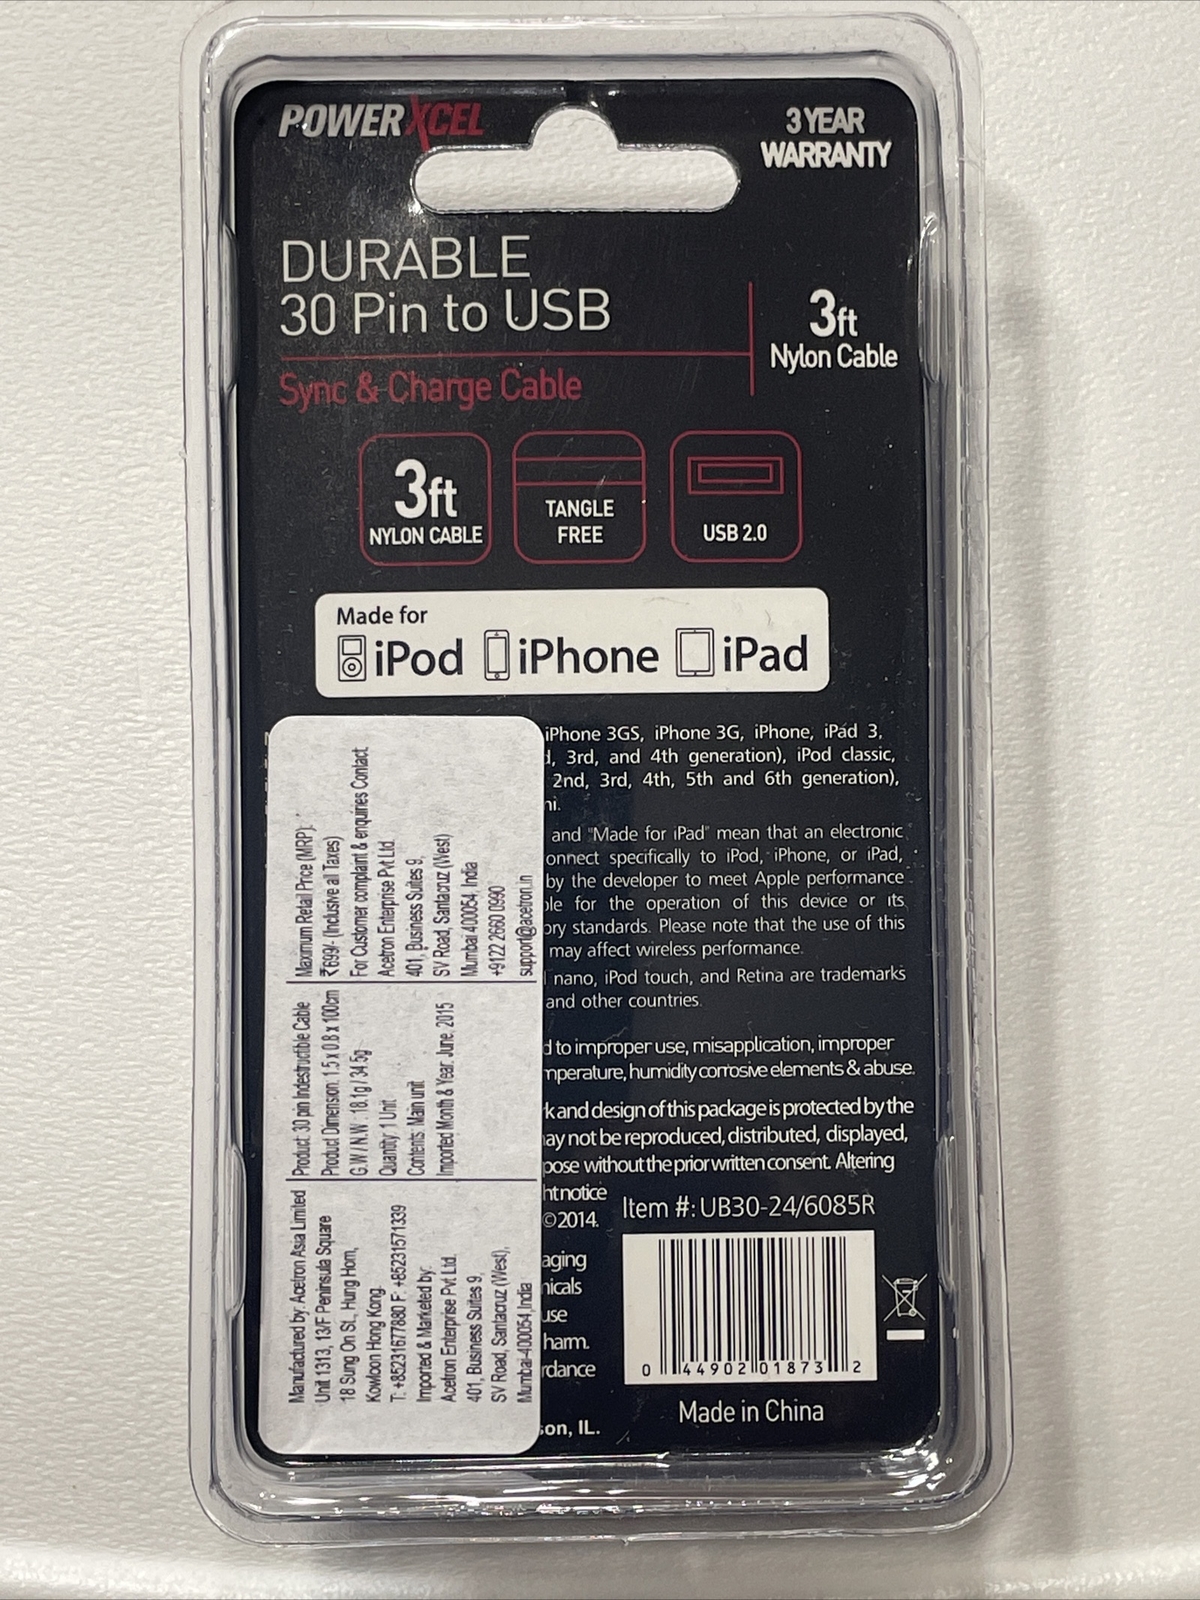 POWERXCEL
3 YEAR
WARRANTY
DURABLE
30 Pin to USB
Sync & Charge Cable
3ft
Nylon Cable
3ft
NYLON CABLE
TANGLE
FREE
USB 2.0
Made for
iPod iPhone iPad
iPhone 3GS, iPhone 3G, iPhone, iPad 3,
3rd, and 4th generation), iPod classic,
2nd, 3rd, 4th, 5th and 6th generation),
and "Made for iPad" mean that an electronic
onnect specifically to iPod, iPhone, or iPad,
by the developer to meet Apple performance
for the operation of this device or its
ory standards. Please note that the use of this
may affect wireless performance.
nano, iPod touch, and Retina are trademarks
and other countries.
d to improper use, misapplication, improper
mperature, humidity corrosive elements & abuse.
k and design of this package is protected by the
ay not be reproduced, distributed, displayed,
pose without the prior written consent. Altering
ht notice
©2014.
aging
nicals
use
harm.
rdance
son, IL.
Item #: UB30-24/6085R
0 44902 01873 2
Made in China
Manufactured by: Acetron Asia Limited
Unit 1313, 13/F Peninsula Square
18 Sung On St., Hung Hom,
Kowloon Hong Kong.
T: +85231677880 F: +85231571339
Imported & Marketed by:
Acetron Enterprise Pvt Ltd.
401, Business Suites 9,
SV Road, Santacruz (West),
Mumbai-400054, India
Product: 30 pin Indestructible Cable
Product Dimension: 1.5 x 0.8 x 100cm
G.W / N.W : 18.1g / 34.5g
Quantity: 1 Unit
Contents: Main unit
Imported Month & Year: June, 2015
Maximum Retail Price (MRP):
₹699/- (Inclusive all Taxes)
For Customer complaint & enquiries Contact
Acetron Enterprise Pvt Ltd.
401, Business Suites 9,
SV Road, Santacruz (West)
Mumbai 400054, India
+9122 2660 0990
support@acetron.in